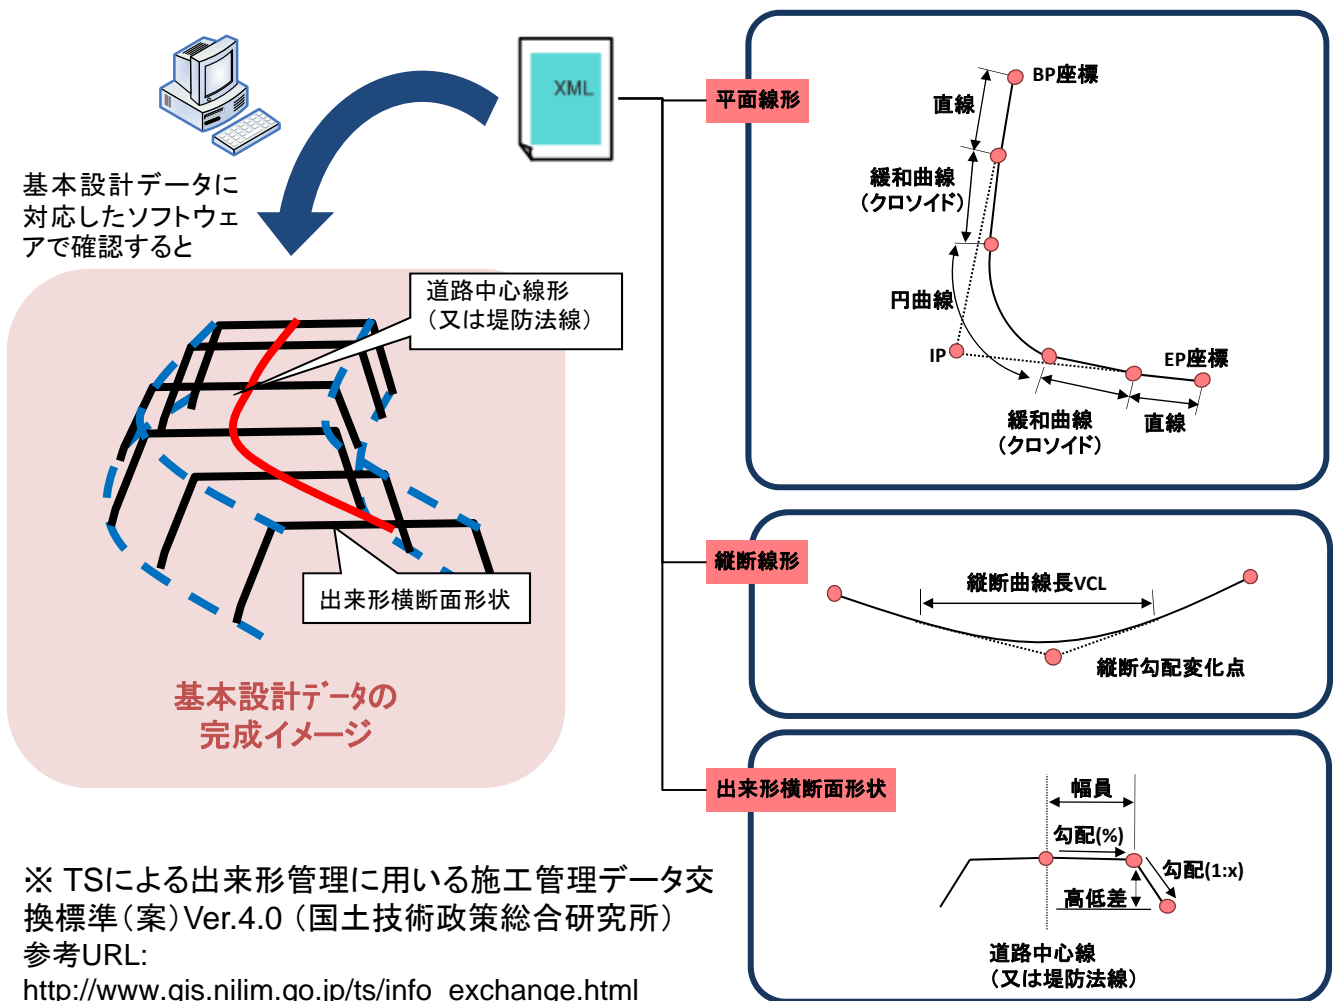 XML
基本設計データに
対応したソフトウェ
アで確認すると
道路中心線形
（又は堤防法線）
出来形横断面形状
基本設計データの
完成イメージ
平面線形
BP座標
直線
緩和曲線
（クロソイド）
円曲線
IP
EP座標
緩和曲線
（クロソイド）
直線
縦断線形
縦断曲線長VCL
縦断勾配変化点
出来形横断面形状
幅員
勾配(%)
勾配(1:x)
高低差
道路中心線
（又は堤防法線）
※ TSによる出来形管理に用いる施工管理データ交
換標準（案）Ver.4.0 （国土技術政策総合研究所）
参考URL:
http://www.gis.nilim.go.jp/ts/info_exchange.html